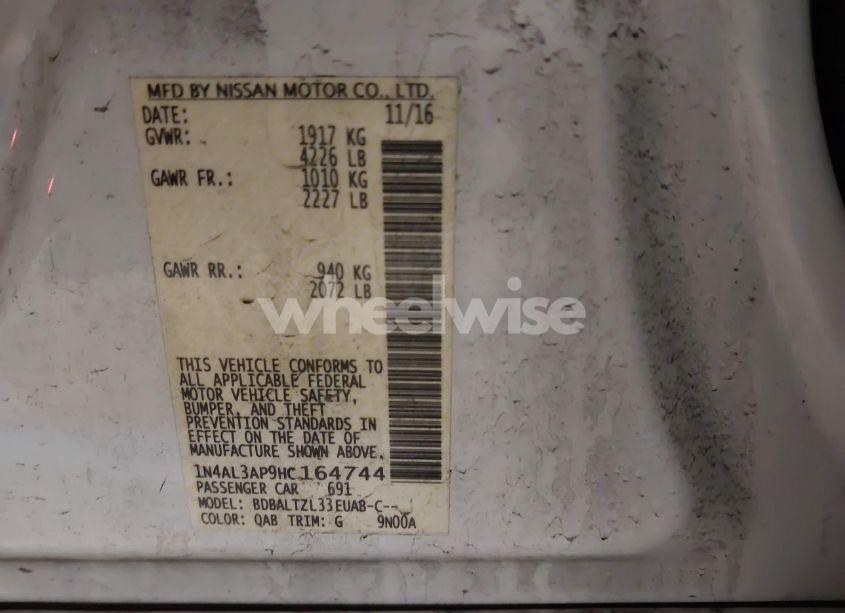 MFD BY NISSAN MOTOR CO., LTD.
DATE: 11/16
GVWR: 1917 KG
4226 LB
GAWR FR.: 1010 KG
2227 LB
GAWR RR.: 940 KG
2072 LB
wheelwise
THIS VEHICLE CONFORMS TO
ALL APPLICABLE FEDERAL
MOTOR VEHICLE SAFETY,
BUMPER, AND THEFT
PREVENTION STANDARDS IN
EFFECT ON THE DATE OF
MANUFACTURE SHOWN ABOVE.
1N4AL3AP9HC164744
PASSENGER CAR 691
MODEL: BDBALTZL33EUA8-C--
COLOR: QAB TRIM: G 9N00A